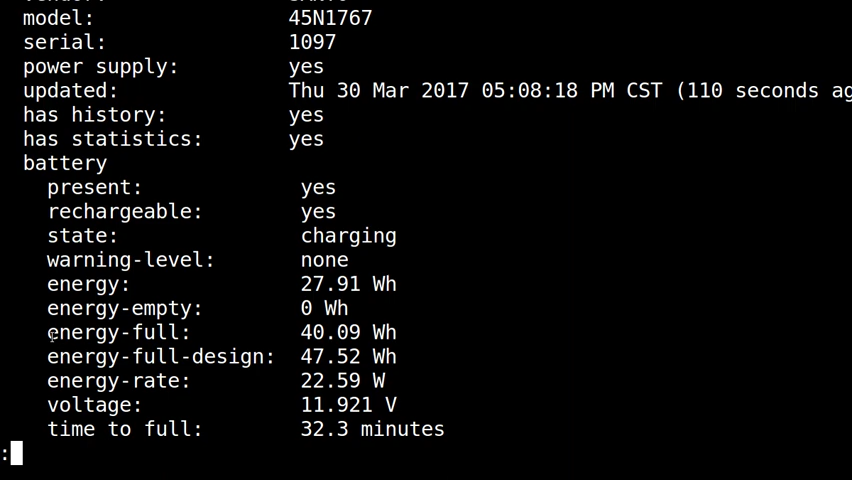 model: 45N1767
serial: 1097
power supply: yes
updated: Thu 30 Mar 2017 05:08:18 PM CST (110 seconds ag
has history: yes
has statistics: yes
battery
present: yes
rechargeable: yes
state: charging
warning-level: none
energy: 27.91 Wh
energy-empty: 0 Wh
energy-full: 40.09 Wh
energy-full-design: 47.52 Wh
energy-rate: 22.59 W
voltage: 11.921 V
time to full: 32.3 minutes
: